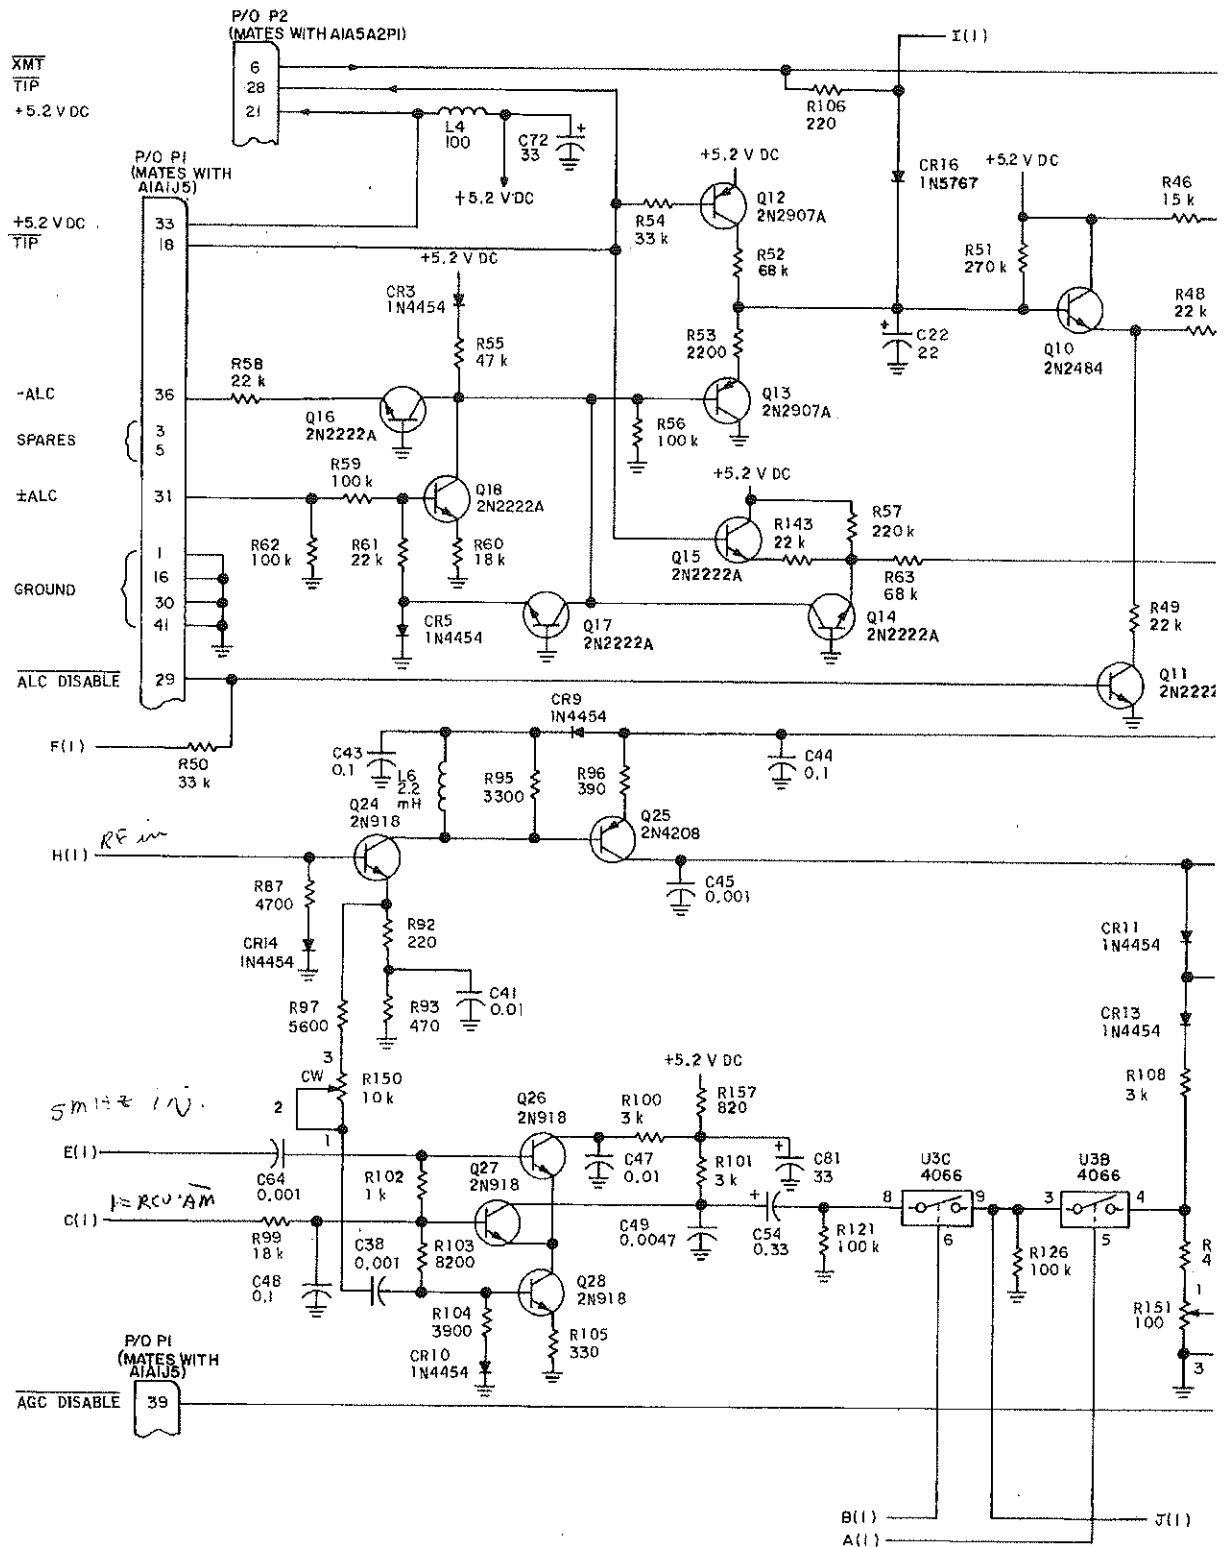 P/O P2
(MATES WITH A1A5A2P1)
XMT
TIP
+5.2 V DC
6
28
21
L4
100
C72
33
+
+5.2 V DC
I(1)
R106
220
CR16
1N5767
+5.2 V DC
R46
15 k
P/O P1
(MATES WITH
A1A1J5)
+5.2 V DC
TIP
33
18
+5.2 V DC
R54
33 k
Q12
2N2907A
R52
68 k
R51
270 k
R48
22 k
+5.2 V DC
CR3
1N4454
R55
47 k
R53
2200
+
C22
22
Q10
2N2484
-ALC
36
R58
22 k
Q16
2N2222A
R56
100 k
Q13
2N2907A
SPARES
3
5
±ALC
31
R59
100 k
Q18
2N2222A
+5.2 V DC
R57
220 k
R143
22 k
Q15
2N2222A
R62
100 k
R61
22 k
R60
18 k
R63
68 k
GROUND
1
16
30
41
CR5
1N4454
Q17
2N2222A
Q14
2N2222A
R49
22 k
ALC DISABLE
29
Q11
2N2222
F(1)
R50
33 k
CR9
1N4454
C43
0.1
L6
2.2
mH
R95
3300
R96
390
C44
0.1
Q24
2N918
Q25
2N4208
RF in
H(1)
R87
4700
CR14
1N4454
R92
220
C45
0.001
CR11
1N4454
R97
5600
R93
470
C41
0.01
CR13
1N4454
3
CW
2
1
R150
10 k
+5.2 V DC
R108
3 k
5 mHz in.
E(1)
C64
0.001
Q26
2N918
R100
3 k
R157
820
R102
1 k
Q27
2N918
C47
0.01
R101
3 k
C81
33
+
U3C
4066
8
9
6
U3B
4066
3
4
5
1 = RCV·AM
C(1)
R99
18 k
C38
0.001
R103
8200
C49
0.0047
+
C54
0.33
R121
100 k
R126
100 k
R
4
C48
0.1
Q28
2N918
R104
3900
R105
330
CR10
1N4454
1
R151
100
3
P/O P1
(MATES WITH
A1A1J5)
AGC DISABLE
39
B(1)
A(1)
J(1)